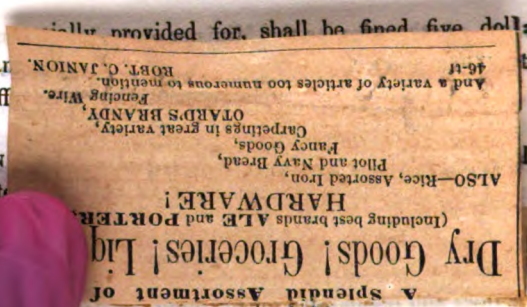 A Splendid Assortment of
Dry Goods! Groceries! Liq
(Including best brands ALE and PORTER,
HARDWARE!
ALSO—Rice, Assorted Iron,
Pilot and Navy Bread,
Fancy Goods,
Carpetings in great variety,
OTARD'S BRANDY,
Fencing Wire.
And a variety of articles too numerous to mention.
46-tf ROBT. C. JANION.
provided for, shall be fined five doll